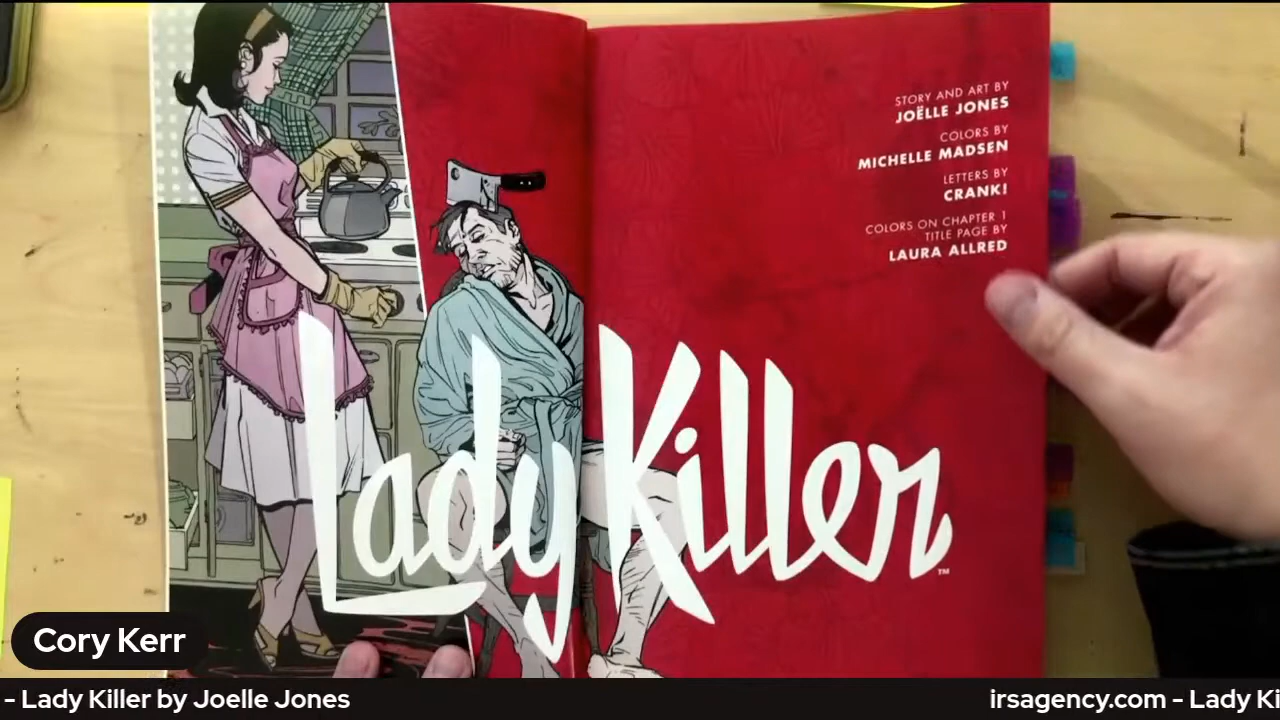 STORY AND ART BY
JOËLLE JONES
COLORS BY
MICHELLE MADSEN
LETTERS BY
CRANK!
COLORS ON CHAPTER 1
TITLE PAGE BY
LAURA ALLRED
Lady Killer™
Cory Kerr
- Lady Killer by Joelle Jones
irsagency.com - Lady Ki